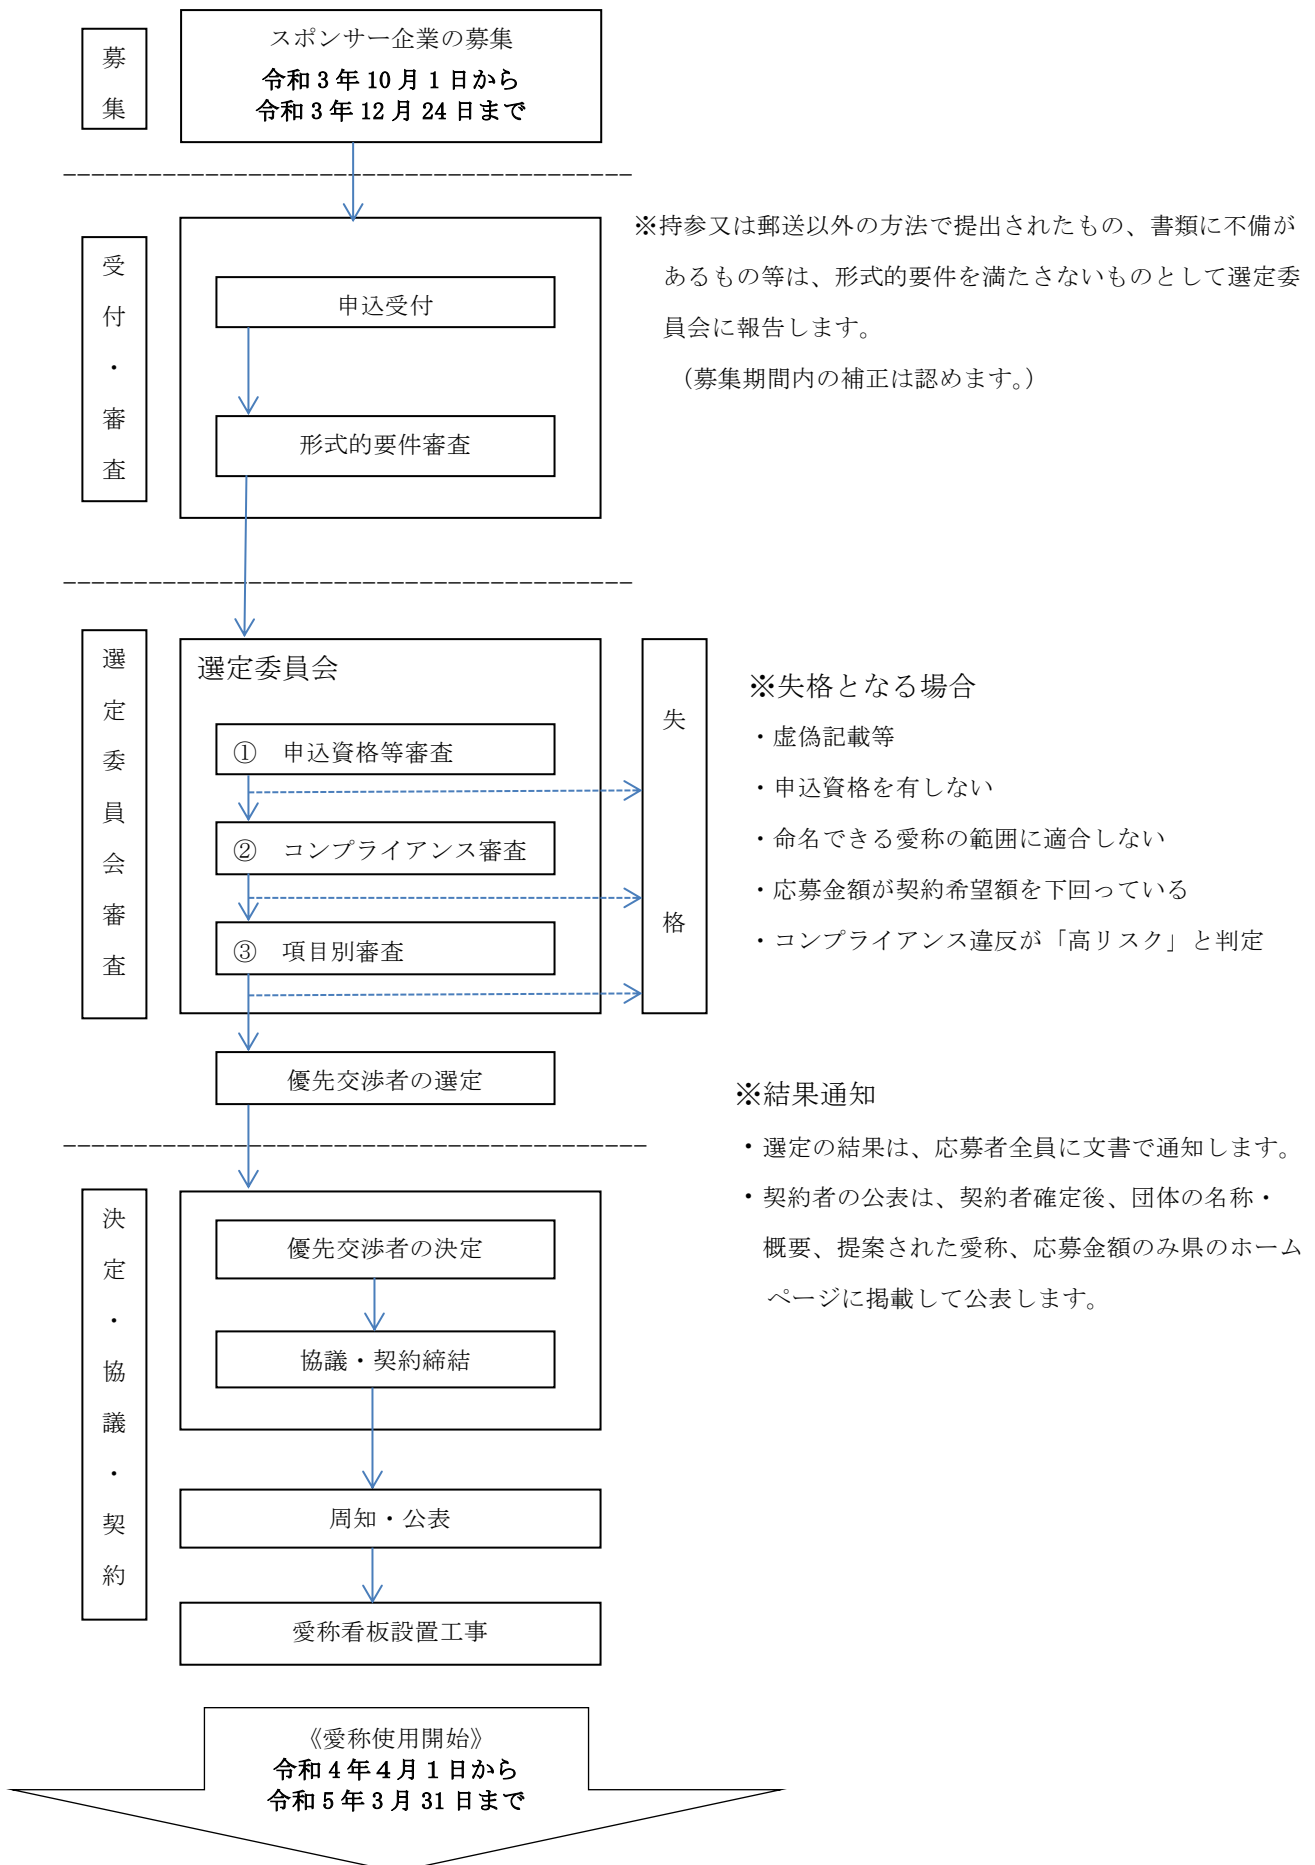 募集
スポンサー企業の募集
令和3年10月1日から
令和3年12月24日まで
受付・審査
申込受付
形式的要件審査
※持参又は郵送以外の方法で提出されたもの、書類に不備が
あるもの等は、形式的要件を満たさないものとして選定委
員会に報告します。
（募集期間内の補正は認めます。）
選定委員会審査
選定委員会
① 申込資格等審査
② コンプライアンス審査
③ 項目別審査
失格
※失格となる場合
・虚偽記載等
・申込資格を有しない
・命名できる愛称の範囲に適合しない
・応募金額が契約希望額を下回っている
・コンプライアンス違反が「高リスク」と判定
優先交渉者の選定
※結果通知
・選定の結果は、応募者全員に文書で通知します。
・契約者の公表は、契約者確定後、団体の名称・
概要、提案された愛称、応募金額のみ県のホーム
ページに掲載して公表します。
決定・協議・契約
優先交渉者の決定
協議・契約締結
周知・公表
愛称看板設置工事
《愛称使用開始》
令和4年４月１日から
令和5年3月31日まで